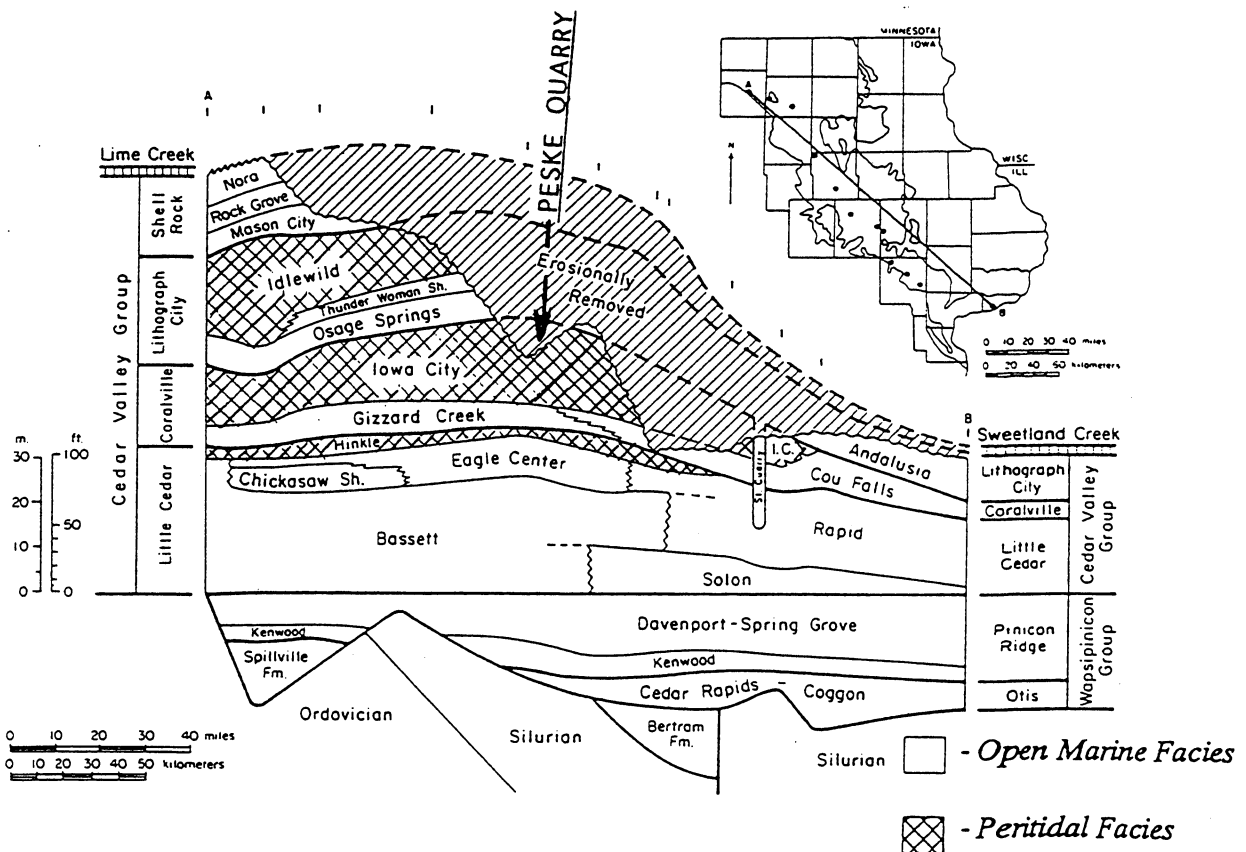 PESKE QUARRY
A
Lime Creek
Nora
Rock Grove
Mason City
Shell
Rock
Idlewild
Thunder Woman Sh.
Osage Springs
Lithograph
City
Erosionally
Removed
Iowa City
Gizzard Creek
Coralville
Hinkle
Eagle Center
Chickasaw Sh.
Bassett
Little Cedar
Cedar Valley Group
m.
ft.
30
100
20
50
10
0
0
I.C.
St. Cuerq
Andalusia
Cou Falls
Rapid
Solon
B
Sweetland Creek
Lithograph
City
Coralville
Little
Cedar
Cedar Valley
Group
Davenport-Spring Grove
Kenwood
Kenwood
Spillville
Fm.
Cedar Rapids - Coggon
Pinicon
Ridge
Otis
Wapsipinicon
Group
Ordovician
Silurian
Bertram
Fm.
Silurian
0 10 20 30 40 miles
0 10 20 30 40 50 kilometers
MINNESOTA
IOWA
A
N
WISC
ILL
B
0 10 20 30 40 miles
0 20 40 60 kilometers
- Open Marine Facies
- Peritidal Facies